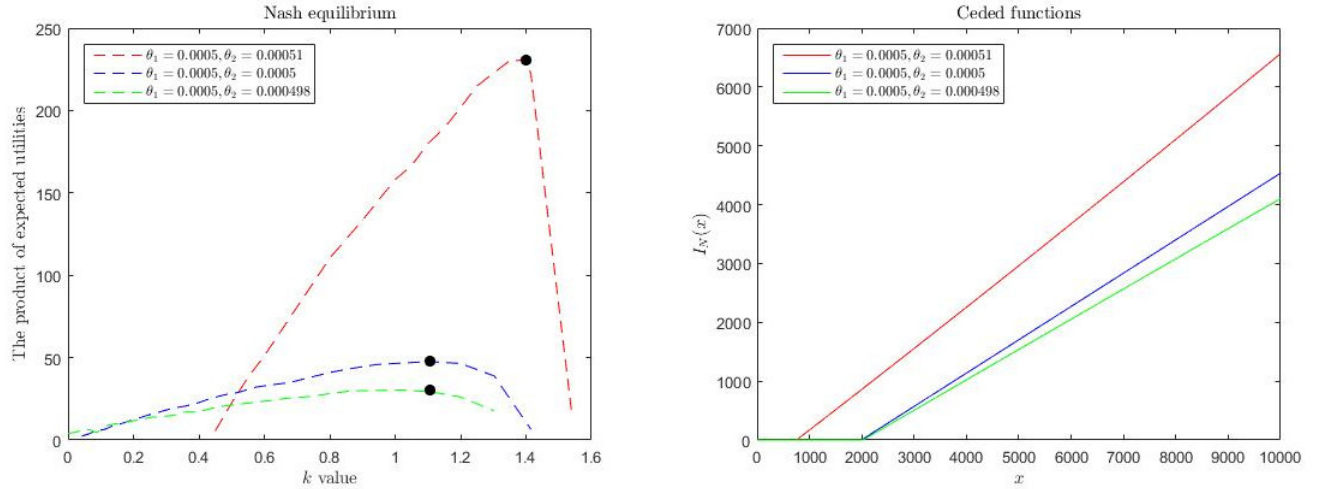 Nash equilibrium
250
200
150
100
50
0
The product of expected utilities
θ₁ = 0.0005, θ₂ = 0.00051
θ₁ = 0.0005, θ₂ = 0.0005
θ₁ = 0.0005, θ₂ = 0.000498
0 0.2 0.4 0.6 0.8 1 1.2 1.4 1.6
k value
Ceded functions
7000
6000
5000
4000
3000
2000
1000
0
I_N(x)
θ₁ = 0.0005, θ₂ = 0.00051
θ₁ = 0.0005, θ₂ = 0.0005
θ₁ = 0.0005, θ₂ = 0.000498
0 1000 2000 3000 4000 5000 6000 7000 8000 9000 10000
x